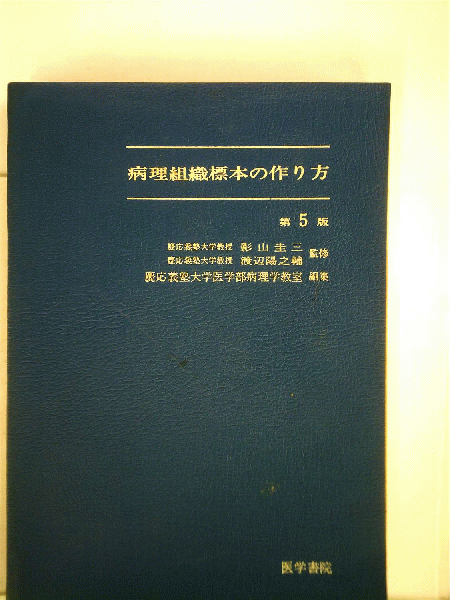 病理組織標本の作り方
第 5 版
慶応義塾大学教授 影山圭三 監修
慶応義塾大学教授 渡辺陽之輔
慶応義塾大学医学部病理学教室 編集
医学書院